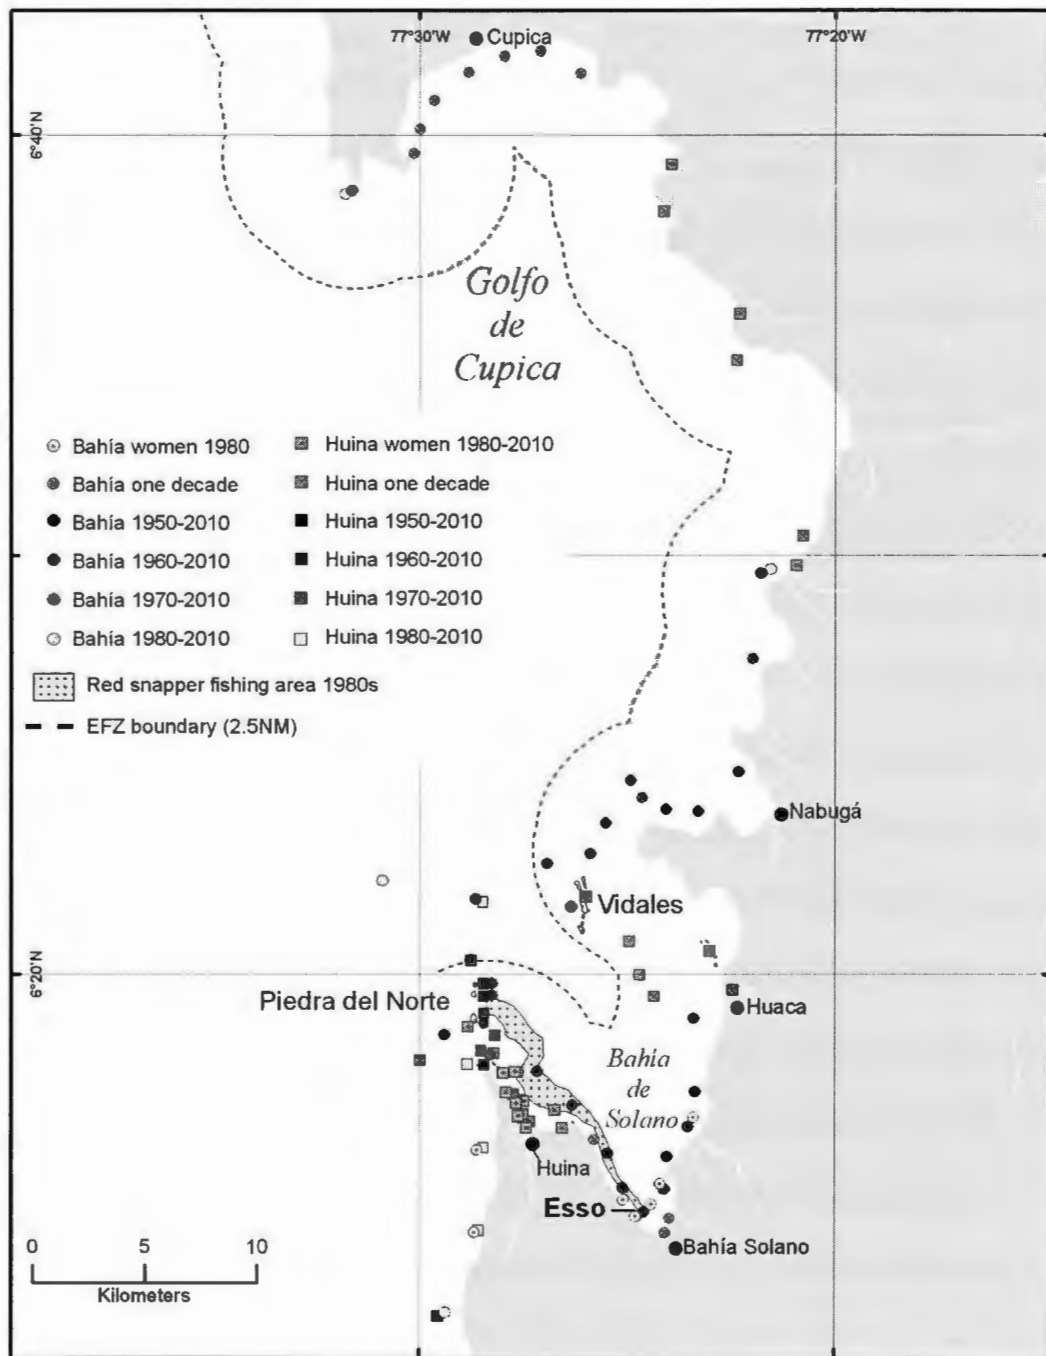 77°30'W
77°20'W
Cupica
6°40'N
Golfo
de
Cupica
Bahía women 1980
Huina women 1980-2010
Bahía one decade
Huina one decade
Bahía 1950-2010
Huina 1950-2010
Bahía 1960-2010
Huina 1960-2010
Bahía 1970-2010
Huina 1970-2010
Bahía 1980-2010
Huina 1980-2010
Red snapper fishing area 1980s
EFZ boundary (2.5NM)
Nabugá
Vidales
6°20'N
Piedra del Norte
Huaca
Bahía
de
Solano
Huina
Esso
Bahía Solano
0 5 10
Kilometers